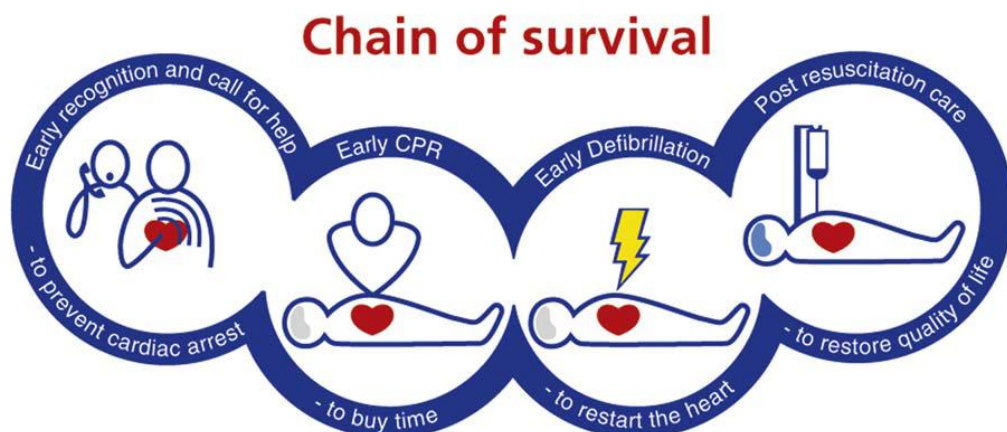 Chain of survival
Early recognition and call for help
- to prevent cardiac arrest
Early CPR
- to buy time
Early Defibrillation
- to restart the heart
Post resuscitation care
- to restore quality of life